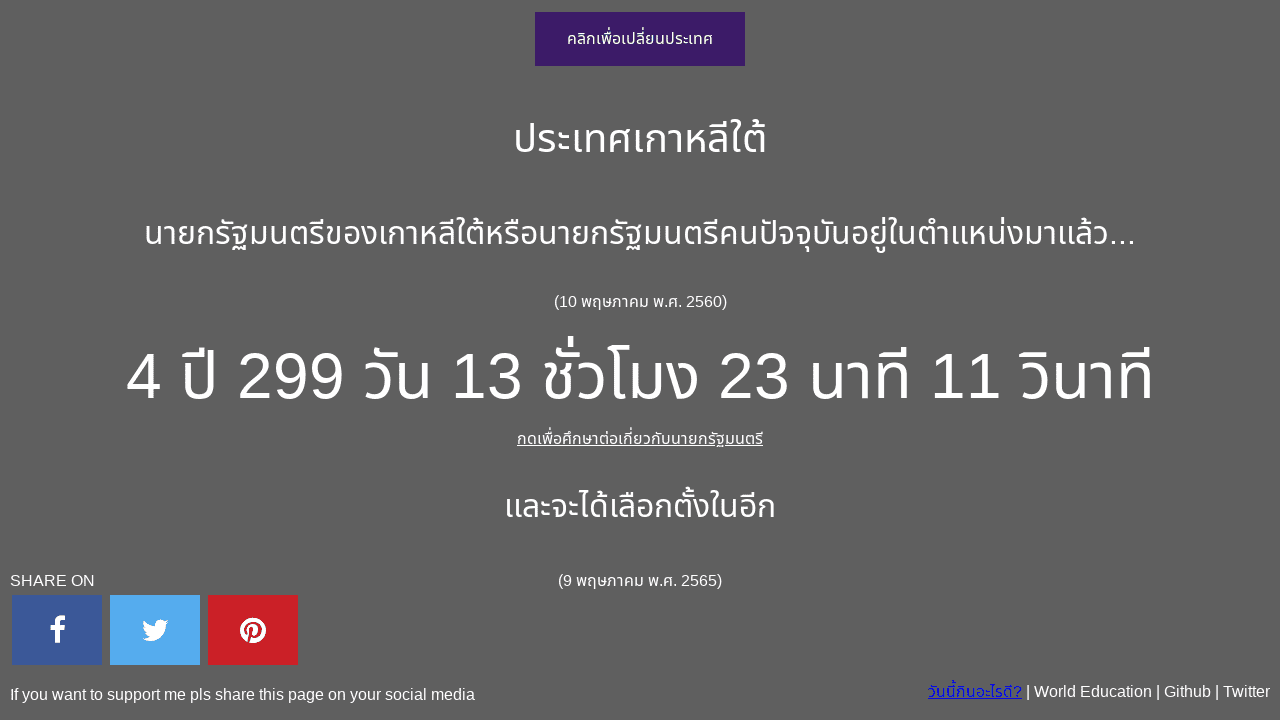 คลิกเพื่อเปลี่ยนประเทศ
ประเทศเกาหลีใต้
นายกรัฐมนตรีของเกาหลีใต้หรือนายกรัฐมนตรีคนปัจจุบันอยู่ในตำแหน่งมาแล้ว...
(10 พฤษภาคม พ.ศ. 2560)
4 ปี 299 วัน 13 ชั่วโมง 23 นาที 11 วินาที
กดเพื่อศึกษาต่อเกี่ยวกับนายกรัฐมนตรี
และจะได้เลือกตั้งในอีก
(9 พฤษภาคม พ.ศ. 2565)
SHARE ON
If you want to support me pls share this page on your social media
วันนี้กินอะไรดี? | World Education | Github | Twitter